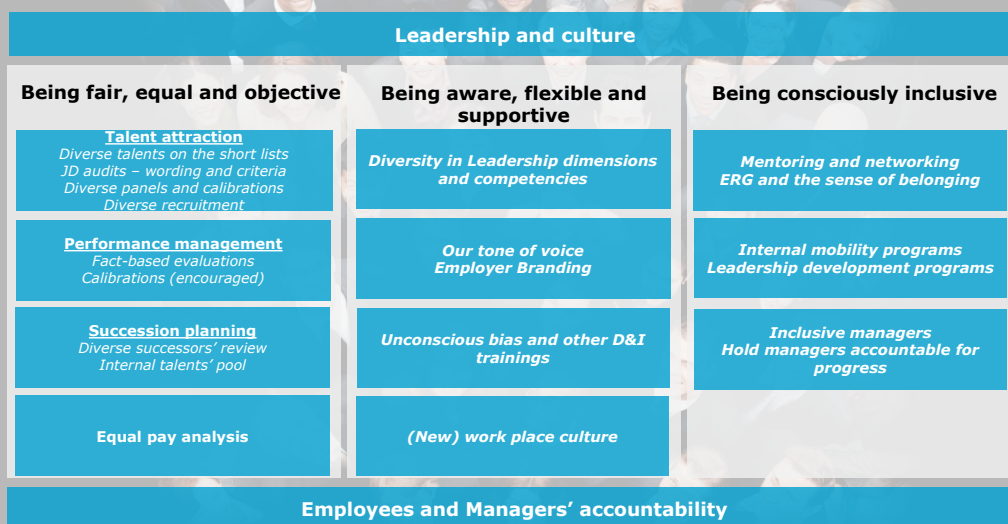 Leadership and culture
Being fair, equal and objective
Talent attraction
Diverse talents on the short lists
JD audits – wording and criteria
Diverse panels and calibrations
Diverse recruitment
Performance management
Fact-based evaluations
Calibrations (encouraged)
Succession planning
Diverse successors’ review
Internal talents’ pool
Equal pay analysis
Being aware, flexible and
supportive
Diversity in Leadership dimensions
and competencies
Our tone of voice
Employer Branding
Unconscious bias and other D&I
trainings
(New) work place culture
Being consciously inclusive
Mentoring and networking
ERG and the sense of belonging
Internal mobility programs
Leadership development programs
Inclusive managers
Hold managers accountable for
progress
Employees and Managers’ accountability